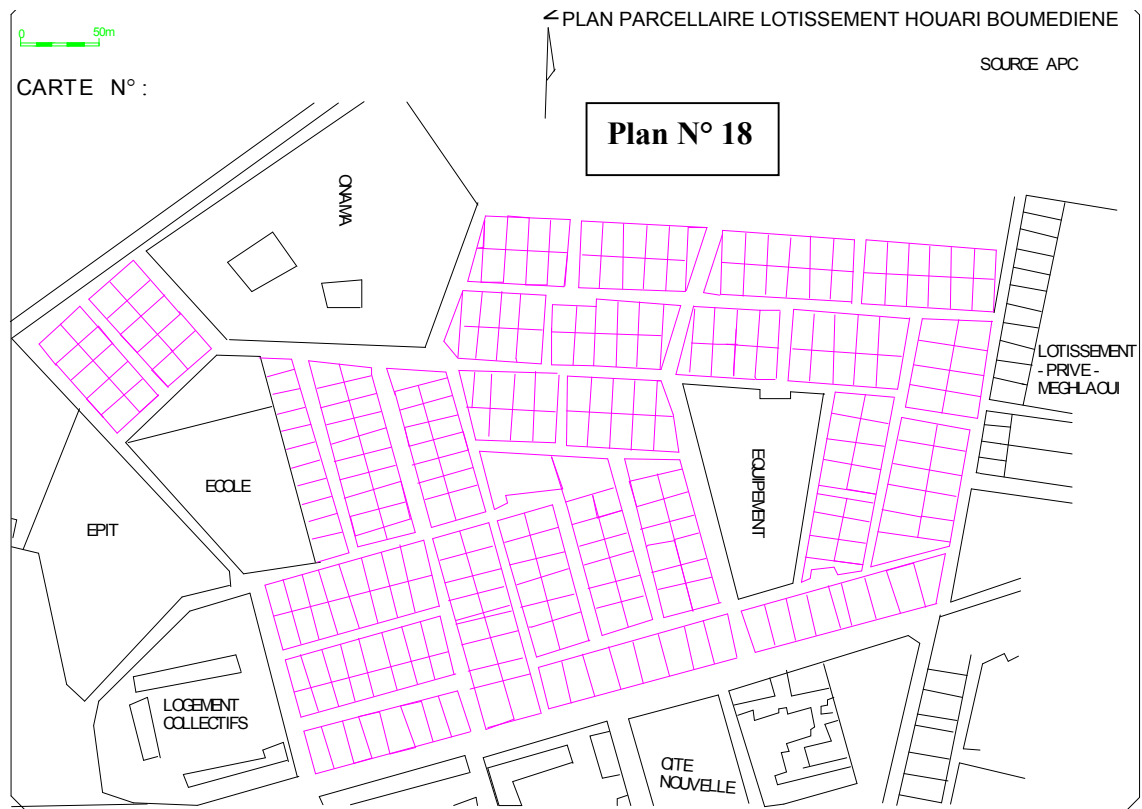 PLAN PARCELLAIRE LOTISSEMENT HOUARI BOUMEDIENE
0 50m
SOURCE APC
CARTE N° :
Plan N° 18
ONAMA
LOTISSEMENT
- PRIVE -
MEGHLAOUI
ECOLE
EQUIPEMENT
EPIT
LOGEMENT
COLLECTIFS
CITE
NOUVELLE